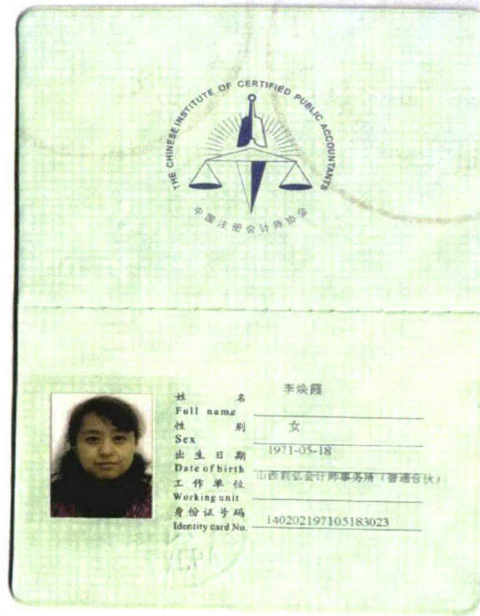 THE CHINESE INSTITUTE OF CERTIFIED PUBLIC ACCOUNTANTS
中国注册会计师协会
姓 名 李焕霞
Full name
性 别 女
Sex
出生日期 1971-05-18
Date of birth
工作单位 山西 弘会计师事务所（普通合伙）
Working unit
身份证号码 140202197105183023
Identity card No.